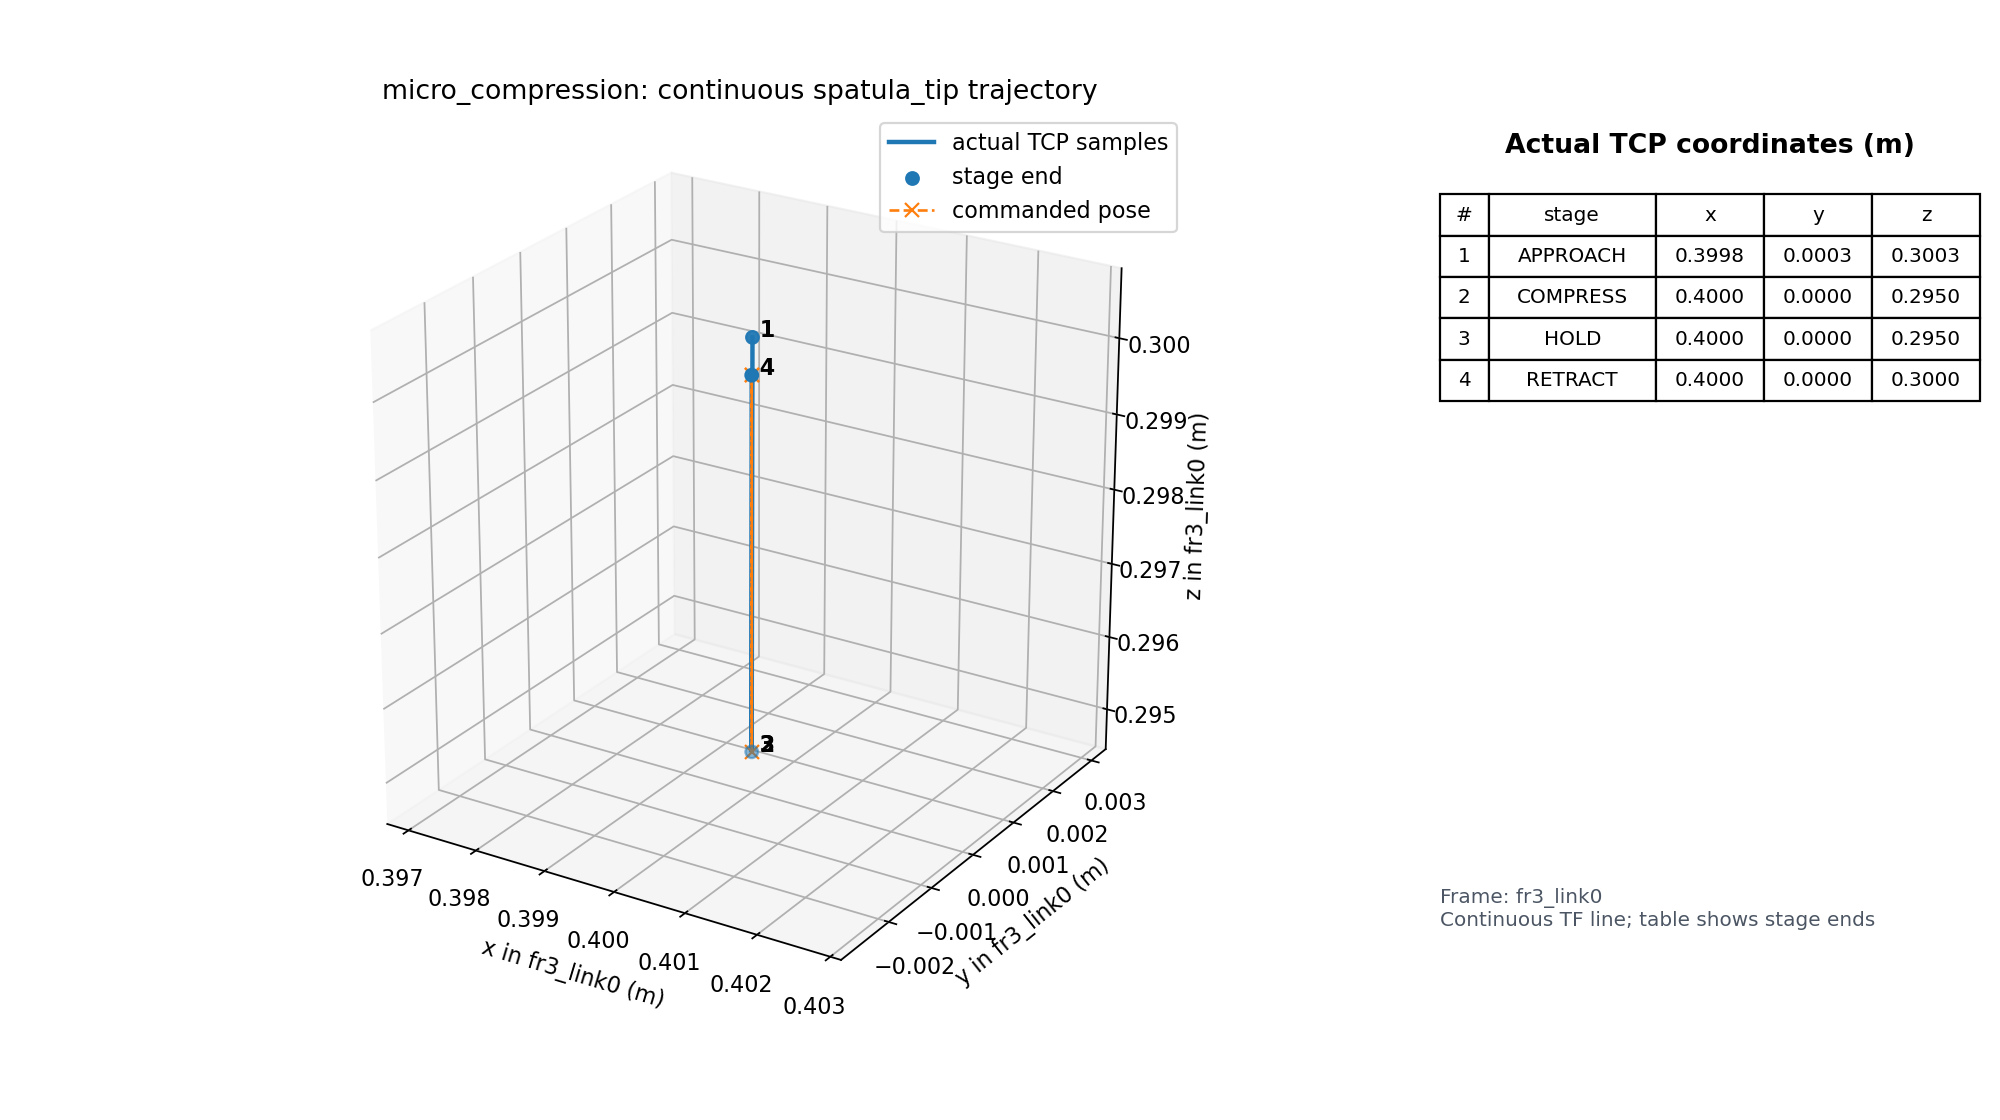 micro_compression: continuous spatula_tip trajectory
actual TCP samples
stage end
commanded pose
1
4
2
3
0.300
0.299
0.298
0.297
0.296
0.295
z in fr3_link0 (m)
0.397
0.398
0.399
0.400
0.401
0.402
0.403
x in fr3_link0 (m)
0.003
0.002
0.001
0.000
−0.001
−0.002
y in fr3_link0 (m)
Actual TCP coordinates (m)
# stage x y z
1 APPROACH 0.3998 0.0003 0.3003
2 COMPRESS 0.4000 0.0000 0.2950
3 HOLD 0.4000 0.0000 0.2950
4 RETRACT 0.4000 0.0000 0.3000
Frame: fr3_link0
Continuous TF line; table shows stage ends